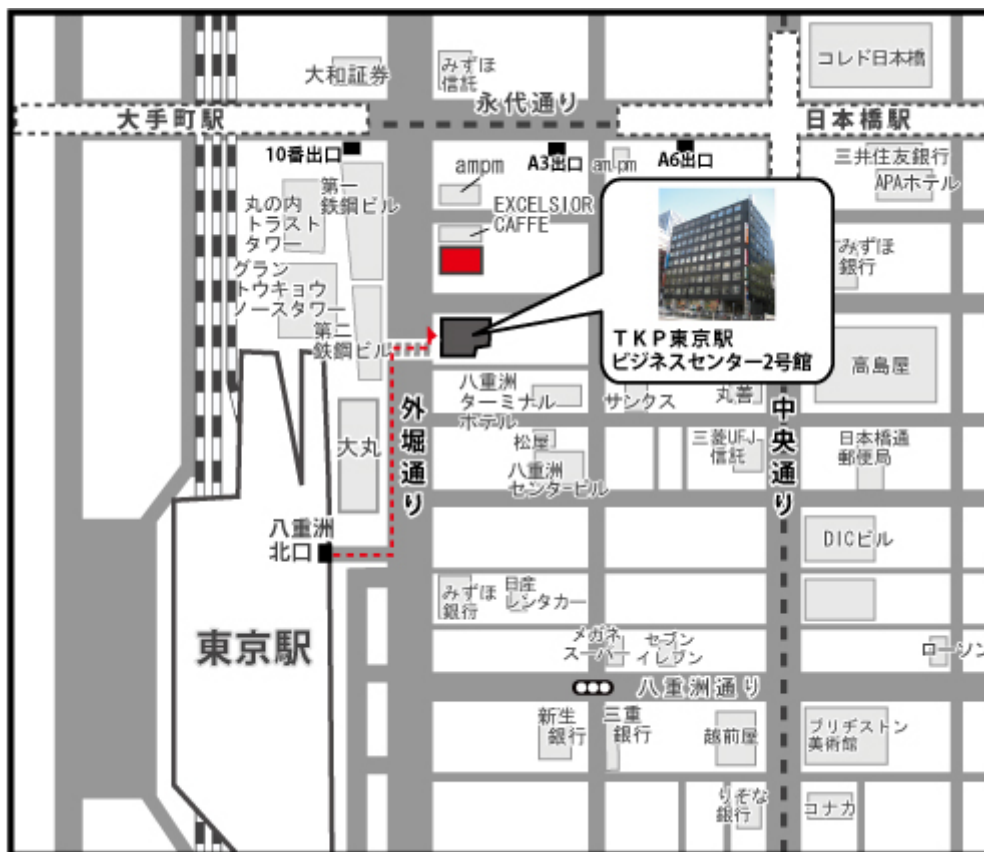 コレド日本橋
大和証券
みずほ
信託
永代通り
大手町駅
日本橋駅
10番出口
ampm
A3出口
am pm
A6出口
三井住友銀行
APAホテル
第一
鉄鋼ビル
丸の内
トラスト
タワー
EXCELSIOR
CAFFE
みずほ
銀行
グラン
トウキョウ
ノースタワー
第二
鉄鋼ビル
TKP東京駅
ビジネスセンター2号館
高島屋
八重洲
ターミナル
ホテル
サンクス
丸善
外堀通り
中央通り
大丸
松屋
八重洲
センタービル
三菱UFJ
信託
日本橋通
郵便局
八重洲
北口
DICビル
みずほ
銀行
日産
レンタカー
東京駅
メガネ
スーパー
セブン
イレブン
ローソン
八重洲通り
新生
銀行
三重
銀行
越前屋
ブリヂストン
美術館
りそな
銀行
コナカ